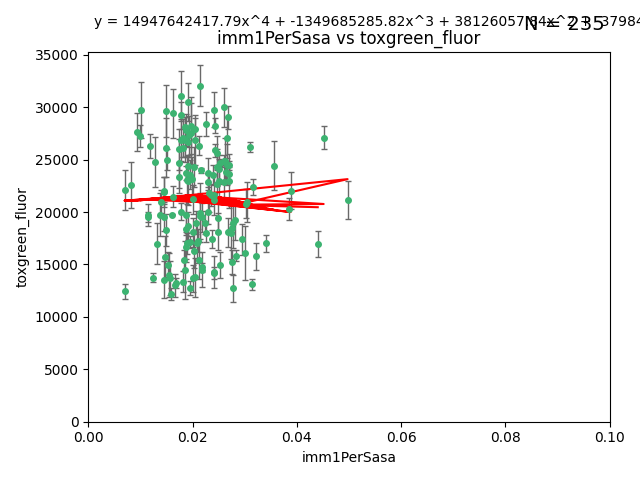 y = 14947642417.79x^4 + -1349685285.82x^3 +
N = 235
imm1PerSasa vs toxgreen_fluor
toxgreen_fluor
35000
30000
25000
20000
15000
10000
5000
0
0.00 0.02 0.04 0.06 0.08 0.10
imm1PerSasa